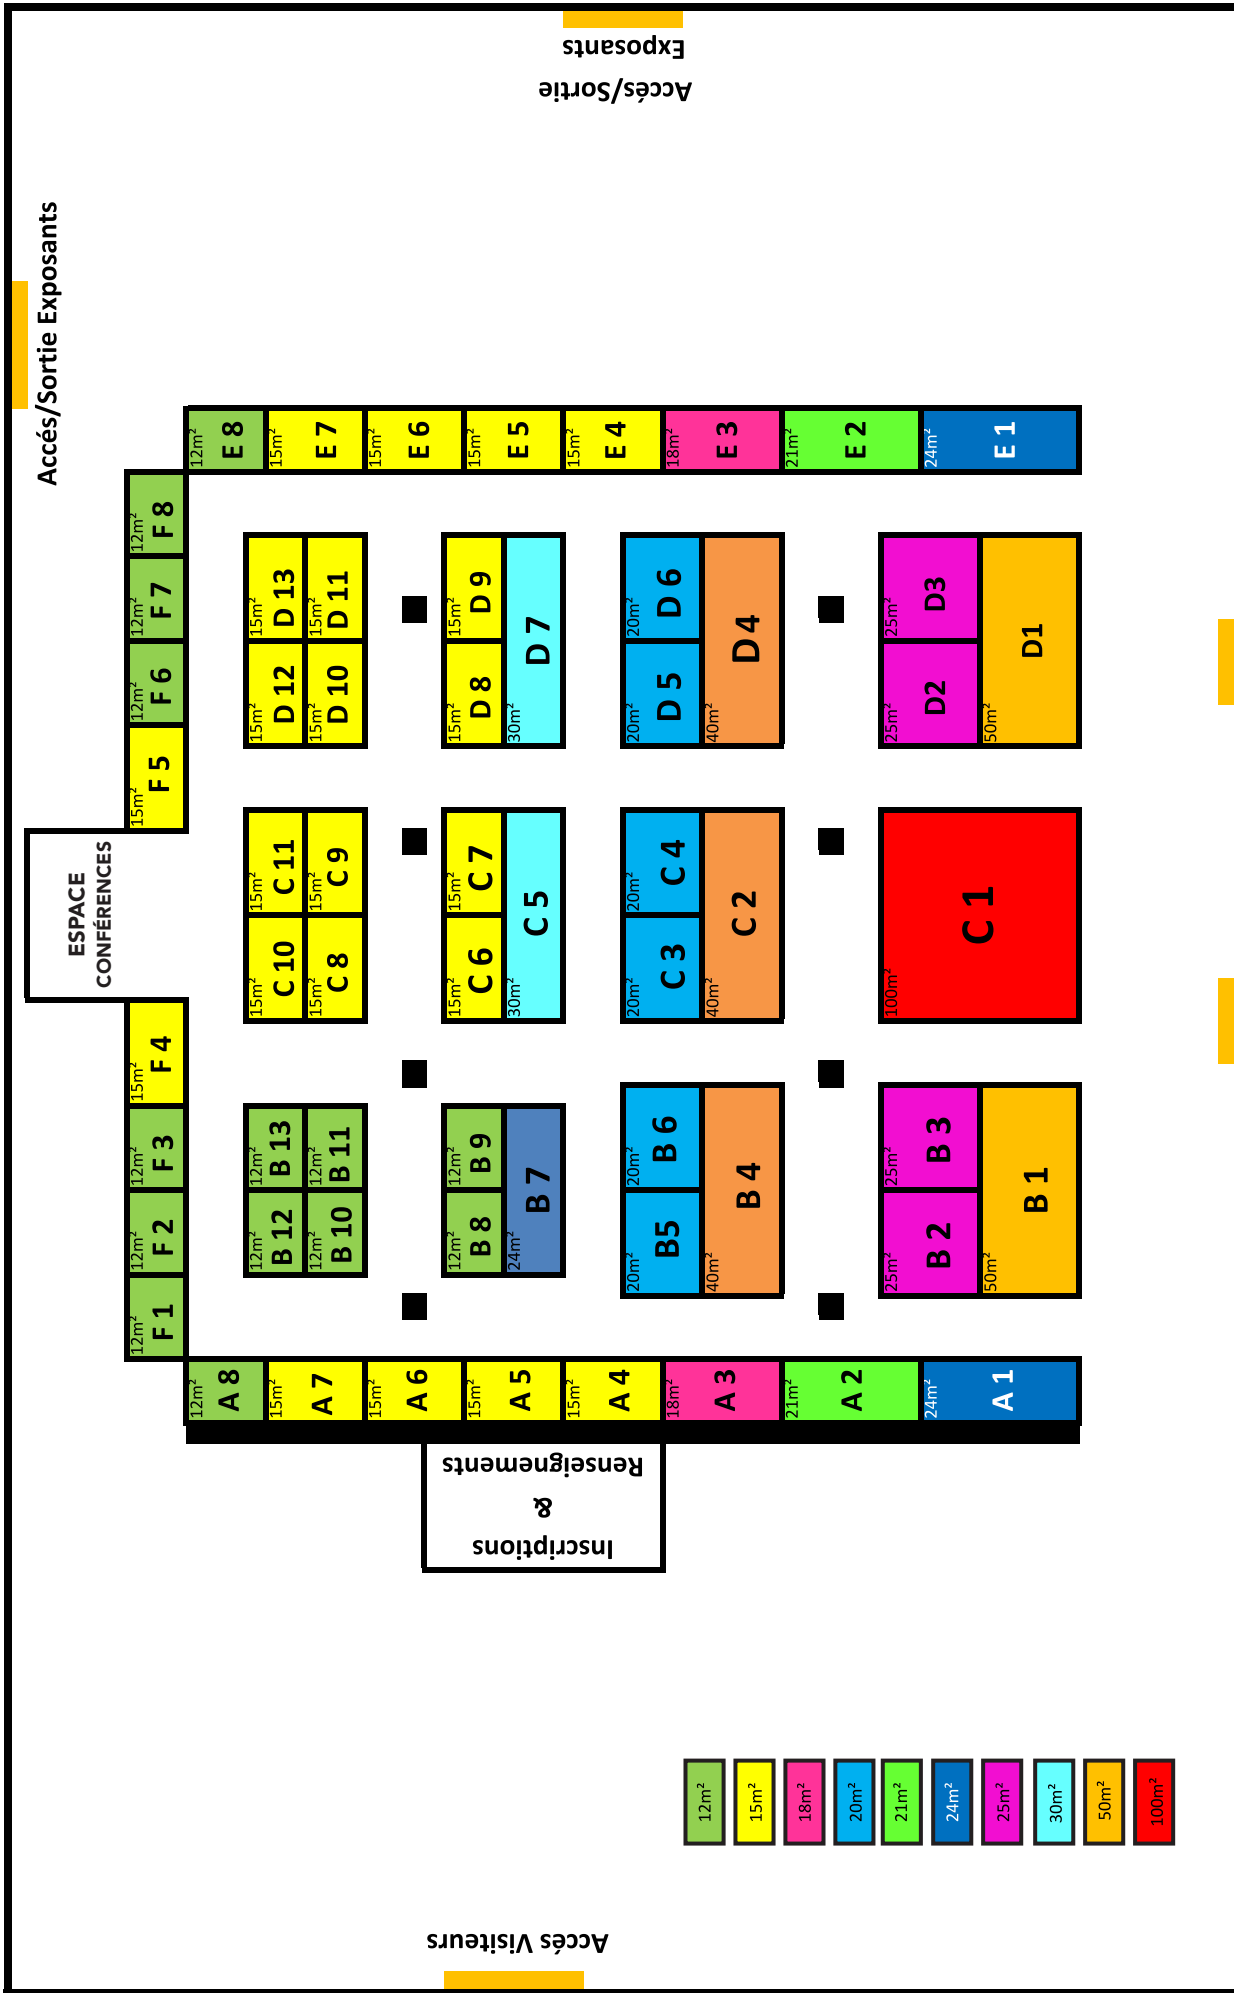 Exposants
Accés/Sortie
Accés/Sortie Exposants
ESPACE
CONFÉRENCES
12m²
F 1
12m²
F 2
12m²
F 3
15m²
F 4
15m²
F 5
12m²
F 6
12m²
F 7
12m²
F 8
12m²
E 8
15m²
E 7
15m²
E 6
15m²
E 5
15m²
E 4
18m²
E 3
21m²
E 2
24m²
E 1
15m²
D 12
15m²
D 13
15m²
D 10
15m²
D 11
15m²
D 8
15m²
D 9
30m²
D 7
20m²
D 5
20m²
D 6
40m²
D 4
25m²
D2
25m²
D3
50m²
D1
15m²
C 10
15m²
C 11
15m²
C 8
15m²
C 9
15m²
C 6
15m²
C 7
30m²
C 5
20m²
C 3
20m²
C 4
40m²
C 2
100m²
C 1
12m²
B 12
12m²
B 13
12m²
B 10
12m²
B 11
12m²
B 8
12m²
B 9
24m²
B 7
20m²
B5
20m²
B 6
40m²
B 4
25m²
B 2
25m²
B 3
50m²
B 1
12m²
A 8
15m²
A 7
15m²
A 6
15m²
A 5
15m²
A 4
18m²
A 3
21m²
A 2
24m²
A 1
Inscriptions
&
Renseignements
12m²
15m²
18m²
20m²
21m²
24m²
25m²
30m²
50m²
100m²
Accés Visiteurs